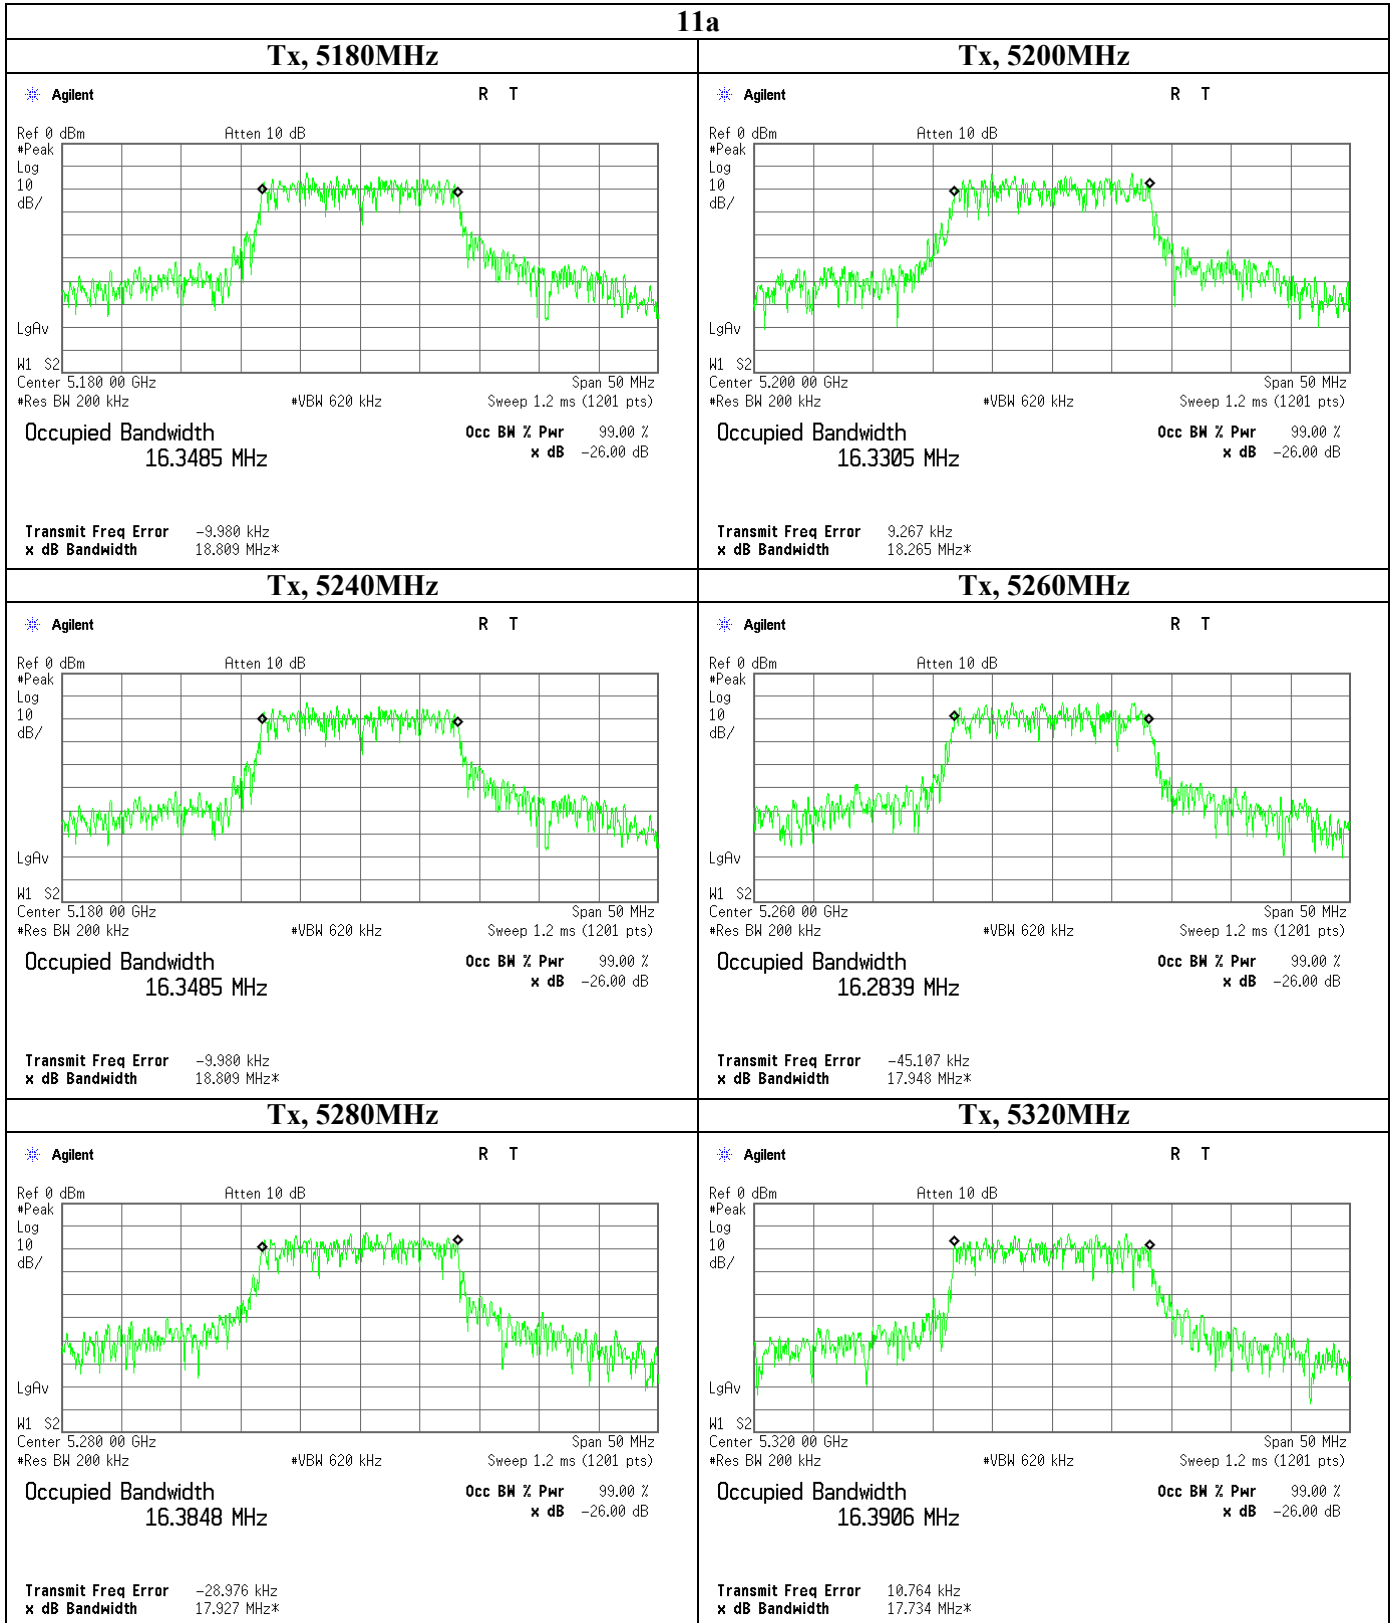 11a
Tx, 5180MHz
Tx, 5200MHz
Agilent R T
Ref 0 dBm Atten 10 dB
#Peak
Log
10
dB/
LgAv
W1 S2
Center 5.180 00 GHz Span 50 MHz
#Res BW 200 kHz #VBW 620 kHz Sweep 1.2 ms (1201 pts)
Occupied Bandwidth Occ BW % Pwr 99.00 %
16.3485 MHz x dB -26.00 dB
Transmit Freq Error -9.980 kHz
x dB Bandwidth 18.809 MHz*
Agilent R T
Ref 0 dBm Atten 10 dB
#Peak
Log
10
dB/
LgAv
W1 S2
Center 5.200 00 GHz Span 50 MHz
#Res BW 200 kHz #VBW 620 kHz Sweep 1.2 ms (1201 pts)
Occupied Bandwidth Occ BW % Pwr 99.00 %
16.3305 MHz x dB -26.00 dB
Transmit Freq Error 9.267 kHz
x dB Bandwidth 18.265 MHz*
Tx, 5240MHz
Tx, 5260MHz
Agilent R T
Ref 0 dBm Atten 10 dB
#Peak
Log
10
dB/
LgAv
W1 S2
Center 5.180 00 GHz Span 50 MHz
#Res BW 200 kHz #VBW 620 kHz Sweep 1.2 ms (1201 pts)
Occupied Bandwidth Occ BW % Pwr 99.00 %
16.3485 MHz x dB -26.00 dB
Transmit Freq Error -9.980 kHz
x dB Bandwidth 18.809 MHz*
Agilent R T
Ref 0 dBm Atten 10 dB
#Peak
Log
10
dB/
LgAv
W1 S2
Center 5.260 00 GHz Span 50 MHz
#Res BW 200 kHz #VBW 620 kHz Sweep 1.2 ms (1201 pts)
Occupied Bandwidth Occ BW % Pwr 99.00 %
16.2839 MHz x dB -26.00 dB
Transmit Freq Error -45.107 kHz
x dB Bandwidth 17.948 MHz*
Tx, 5280MHz
Tx, 5320MHz
Agilent R T
Ref 0 dBm Atten 10 dB
#Peak
Log
10
dB/
LgAv
W1 S2
Center 5.280 00 GHz Span 50 MHz
#Res BW 200 kHz #VBW 620 kHz Sweep 1.2 ms (1201 pts)
Occupied Bandwidth Occ BW % Pwr 99.00 %
16.3848 MHz x dB -26.00 dB
Transmit Freq Error -28.976 kHz
x dB Bandwidth 17.927 MHz*
Agilent R T
Ref 0 dBm Atten 10 dB
#Peak
Log
10
dB/
LgAv
W1 S2
Center 5.320 00 GHz Span 50 MHz
#Res BW 200 kHz #VBW 620 kHz Sweep 1.2 ms (1201 pts)
Occupied Bandwidth Occ BW % Pwr 99.00 %
16.3906 MHz x dB -26.00 dB
Transmit Freq Error 10.764 kHz
x dB Bandwidth 17.734 MHz*